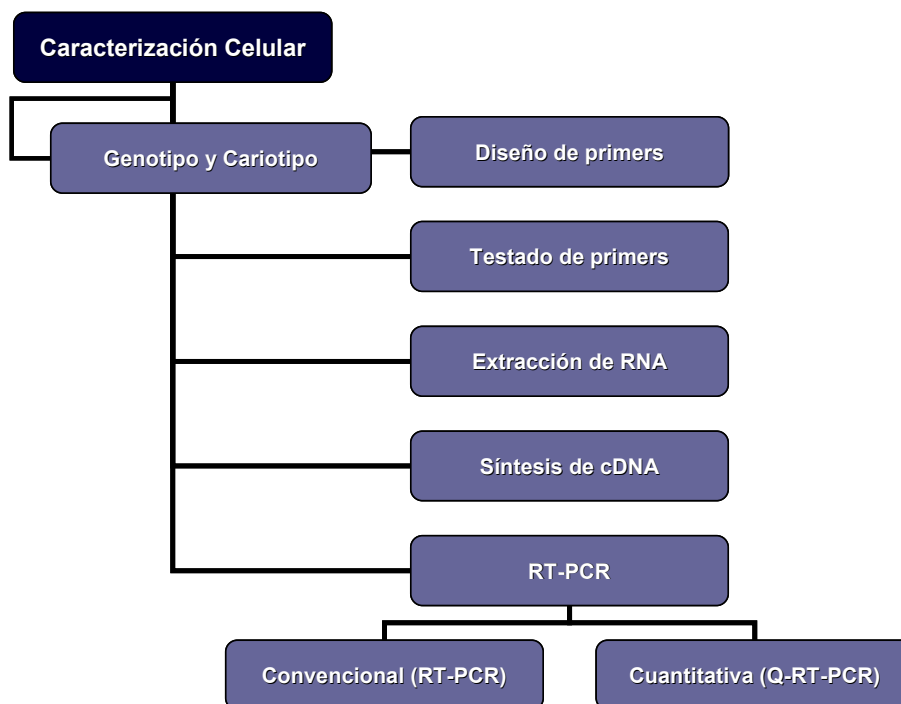 Caracterización Celular
Genotipo y Cariotipo
Diseño de primers
Testado de primers
Extracción de RNA
Síntesis de cDNA
RT-PCR
Convencional (RT-PCR)
Cuantitativa (Q-RT-PCR)